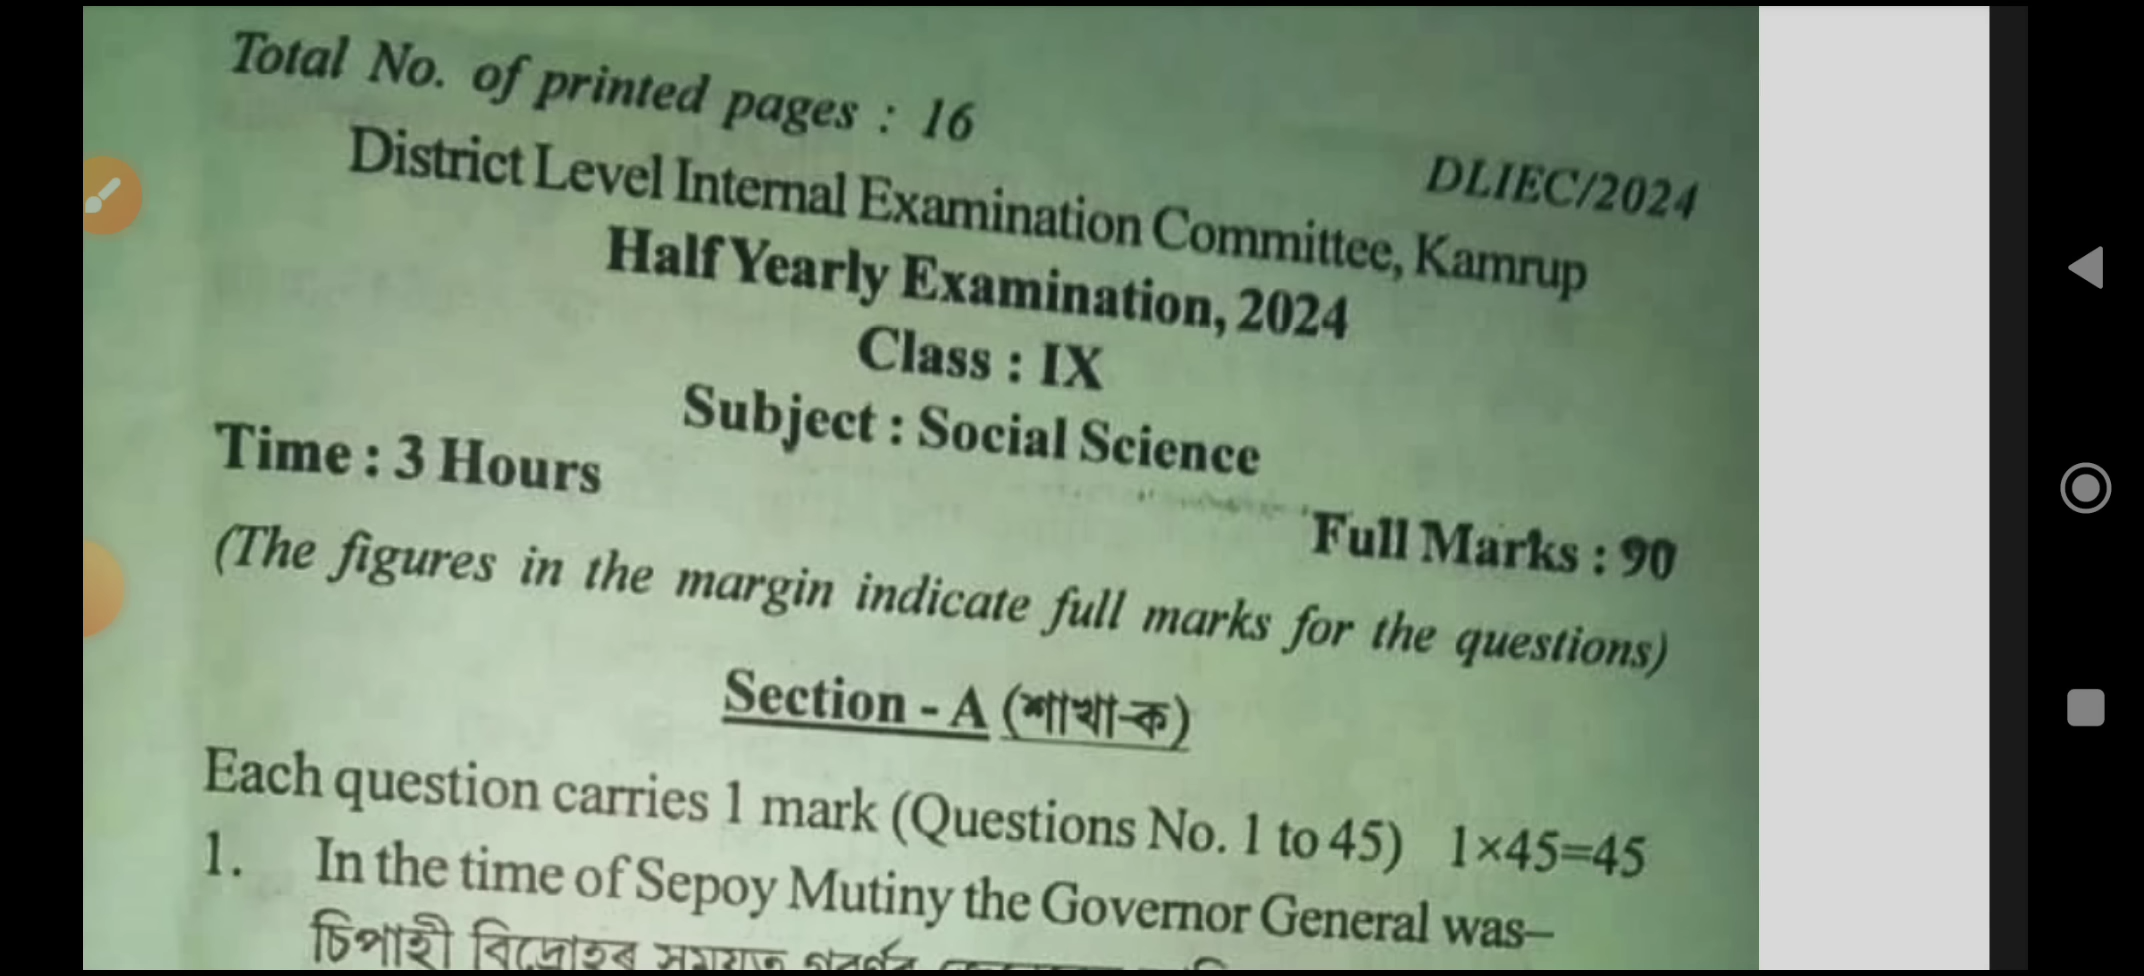 Total No. of printed pages : 16
DLIEC/2024
District Level Internal Examination Committee, Kamrup
Half Yearly Examination, 2024
Class : IX
Subject : Social Science
Time : 3 Hours
Full Marks : 90
(The figures in the margin indicate full marks for the questions)
Section - A (শাখা-ক)
Each question carries 1 mark (Questions No. 1 to 45) 1×45=45
1. In the time of Sepoy Mutiny the Governor General was–
চিপাহী বিদ্ৰোহৰ সময়ত গৱৰ্ণৰ